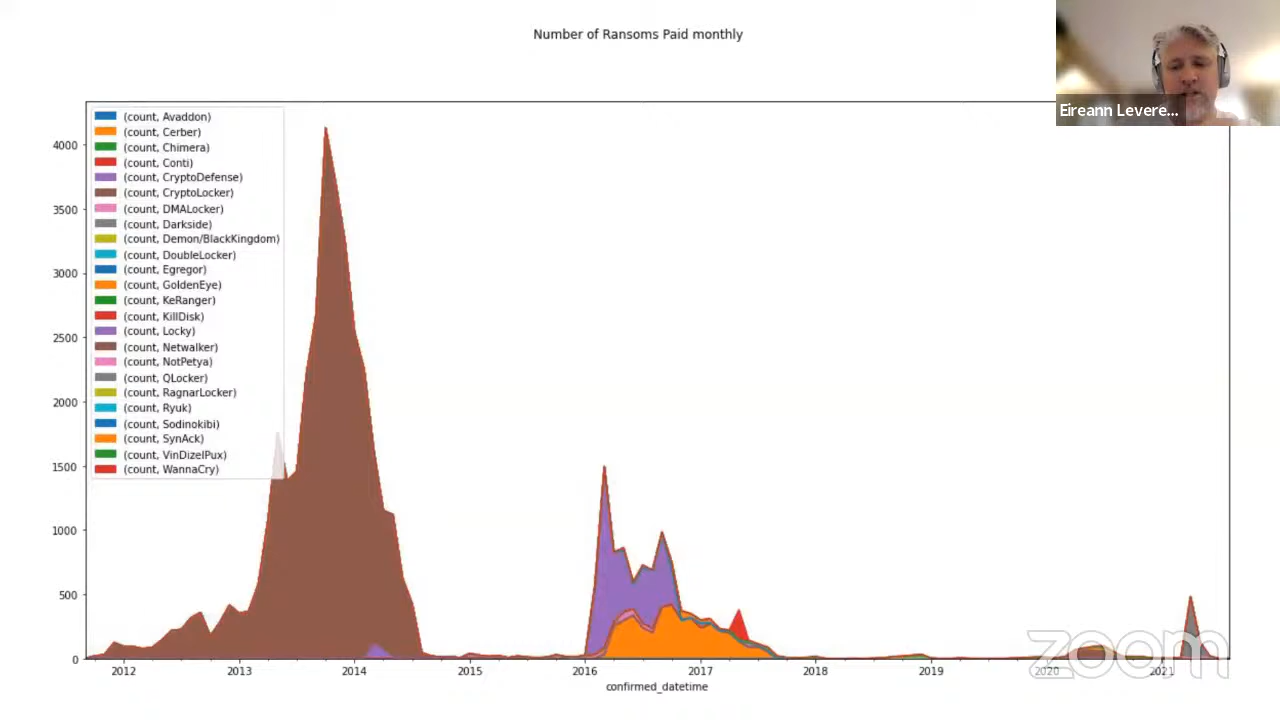 Number of Ransoms Paid monthly
Eireann Levere...
(count, Avaddon)
(count, Cerber)
(count, Chimera)
(count, Conti)
(count, CryptoDefense)
(count, CryptoLocker)
(count, DMALocker)
(count, Darkside)
(count, Demon/BlackKingdom)
(count, DoubleLocker)
(count, Egregor)
(count, GoldenEye)
(count, KeRanger)
(count, KillDisk)
(count, Locky)
(count, Netwalker)
(count, NotPetya)
(count, QLocker)
(count, RagnarLocker)
(count, Ryuk)
(count, Sodinokibi)
(count, SynAck)
(count, VinDizelPux)
(count, WannaCry)
4000
3500
3000
2500
2000
1500
1000
500
0
2012 2013 2014 2015 2016 2017 2018 2019 2020 2021
confirmed_datetime
zoom